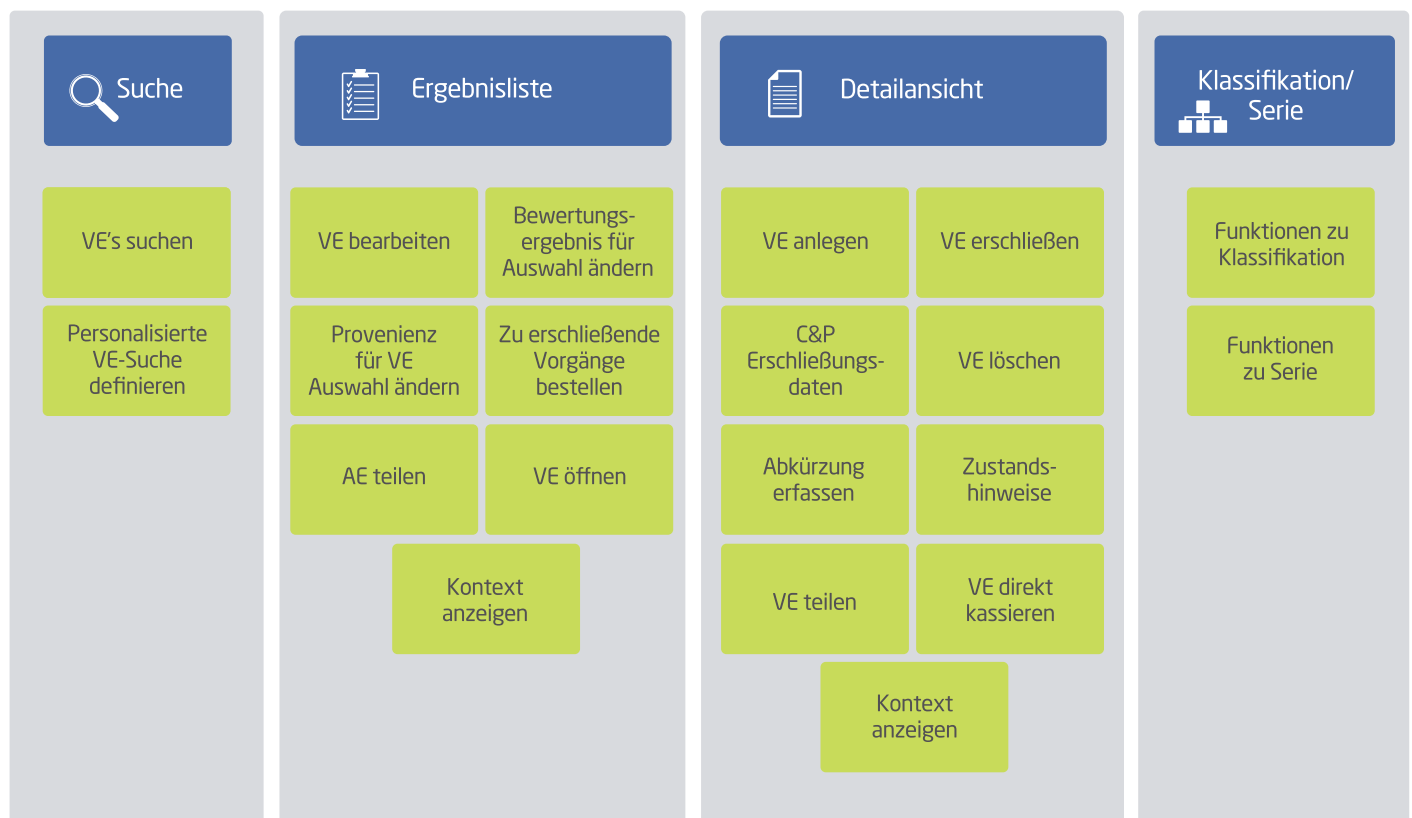 Suche
VE's suchen
Personalisierte
VE-Suche
definieren
Ergebnisliste
VE bearbeiten
Bewertungs-
ergebnis für
Auswahl ändern
Provenienz
für VE
Auswahl ändern
Zu erschließende
Vorgänge
bestellen
AE teilen
VE öffnen
Kontext
anzeigen
Detailansicht
VE anlegen
VE erschließen
C&P
Erschließungs-
daten
VE löschen
Abkürzung
erfassen
Zustands-
hinweise
VE teilen
VE direkt
kassieren
Kontext
anzeigen
Klassifikation/
Serie
Funktionen zu
Klassifikation
Funktionen
zu Serie